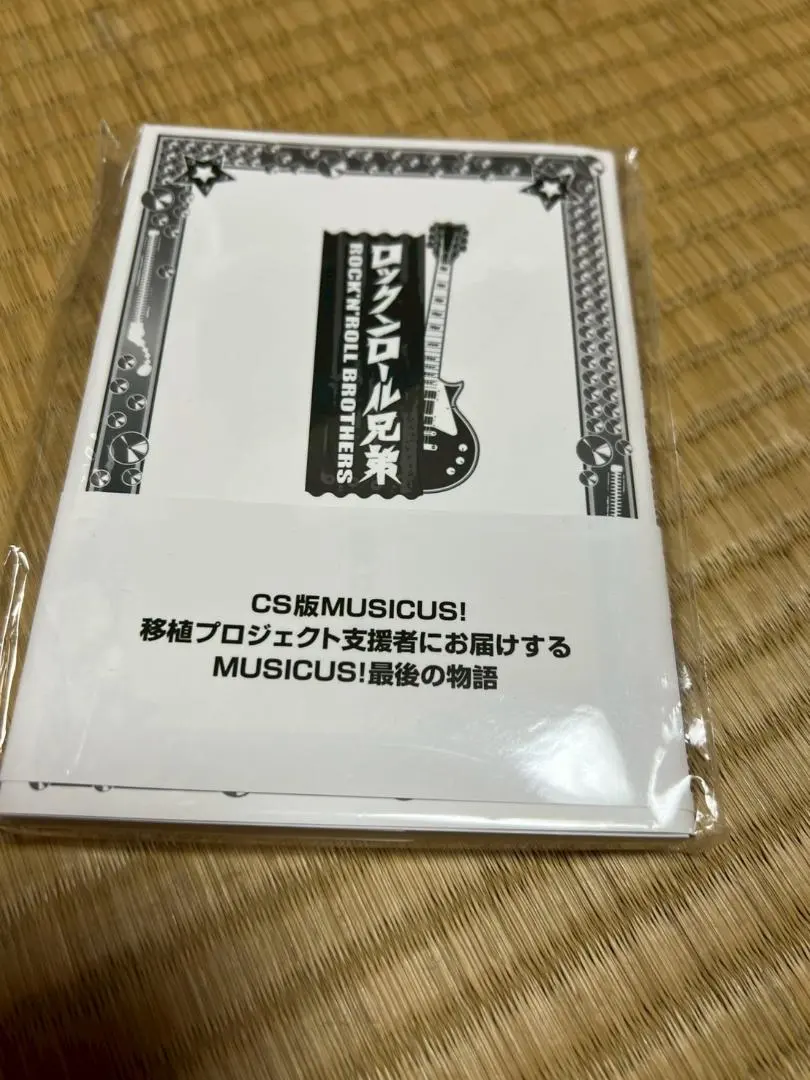 ロックンロール兄弟
ROCK'N'ROLL BROTHERS
CS版MUSICUS!
移植プロジェクト支援者にお届けする
MUSICUS!最後の物語